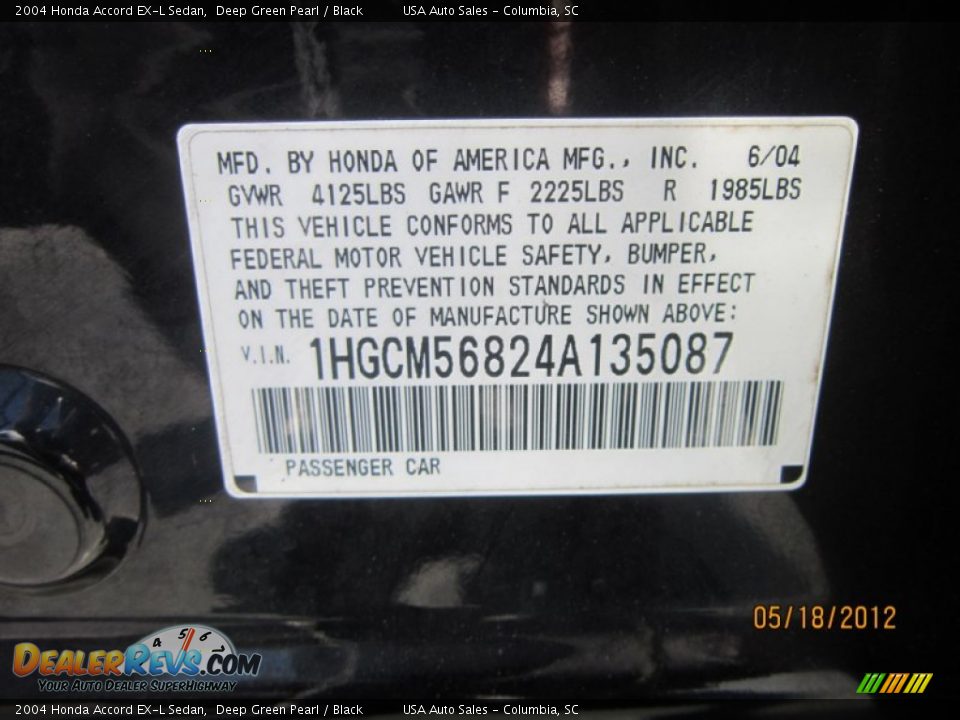 2004 Honda Accord EX-L Sedan, Deep Green Pearl / Black USA Auto Sales - Columbia, SC
MFD. BY HONDA OF AMERICA MFG., INC. 6/04
GVWR 4125LBS GAWR F 2225LBS R 1985LBS
THIS VEHICLE CONFORMS TO ALL APPLICABLE
FEDERAL MOTOR VEHICLE SAFETY, BUMPER,
AND THEFT PREVENTION STANDARDS IN EFFECT
ON THE DATE OF MANUFACTURE SHOWN ABOVE:
V.I.N. 1HGCM56824A135087
PASSENGER CAR
05/18/2012
4 5 6 7
DEALERREVS.COM
YOUR AUTO DEALER SUPERHIGHWAY
2004 Honda Accord EX-L Sedan, Deep Green Pearl / Black USA Auto Sales - Columbia, SC